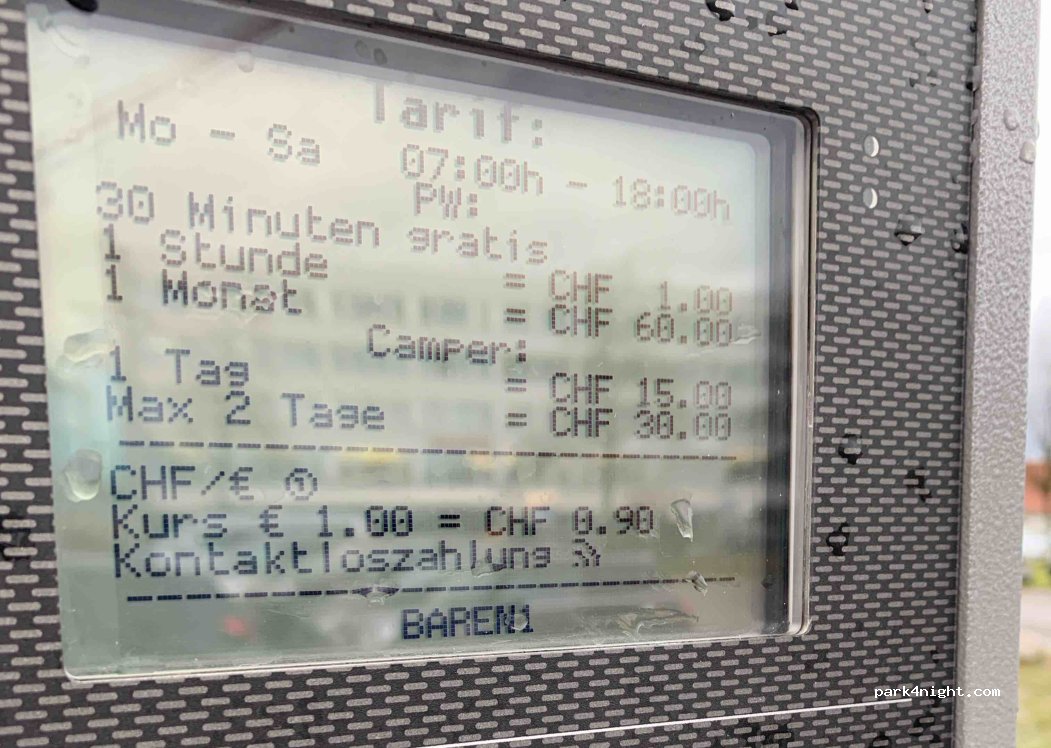 Tarif:
Mo - Sa 07:00h - 18:00h
PW:
30 Minuten gratis
1 Stunde = CHF 1.00
1 Monat = CHF 60.00
Camper:
1 Tag = CHF 15.00
Max 2 Tage = CHF 30.00
CHF/€
Kurs € 1.00 = CHF 0.90
Kontaktloszahlung
BAREN1
park4night.com